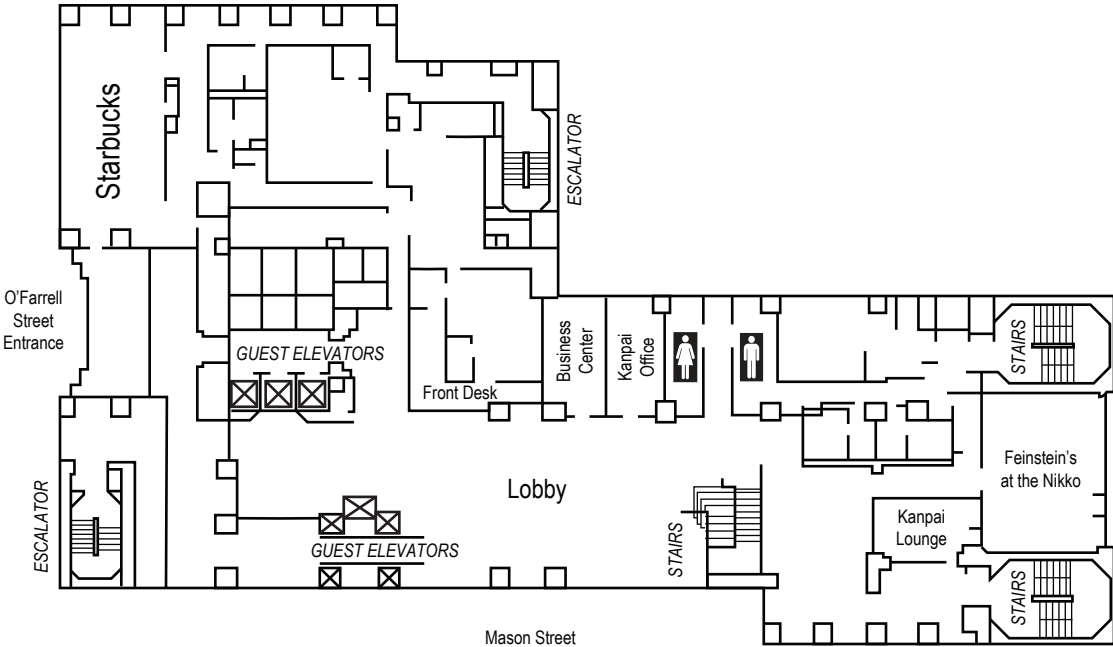 Starbucks
ESCALATOR
O'Farrell
Street
Entrance
GUEST ELEVATORS
Front Desk
Business
Center
Kanpai
Office
STAIRS
ESCALATOR
Lobby
GUEST ELEVATORS
STAIRS
Feinstein's
at the Nikko
Kanpai
Lounge
STAIRS
Mason Street